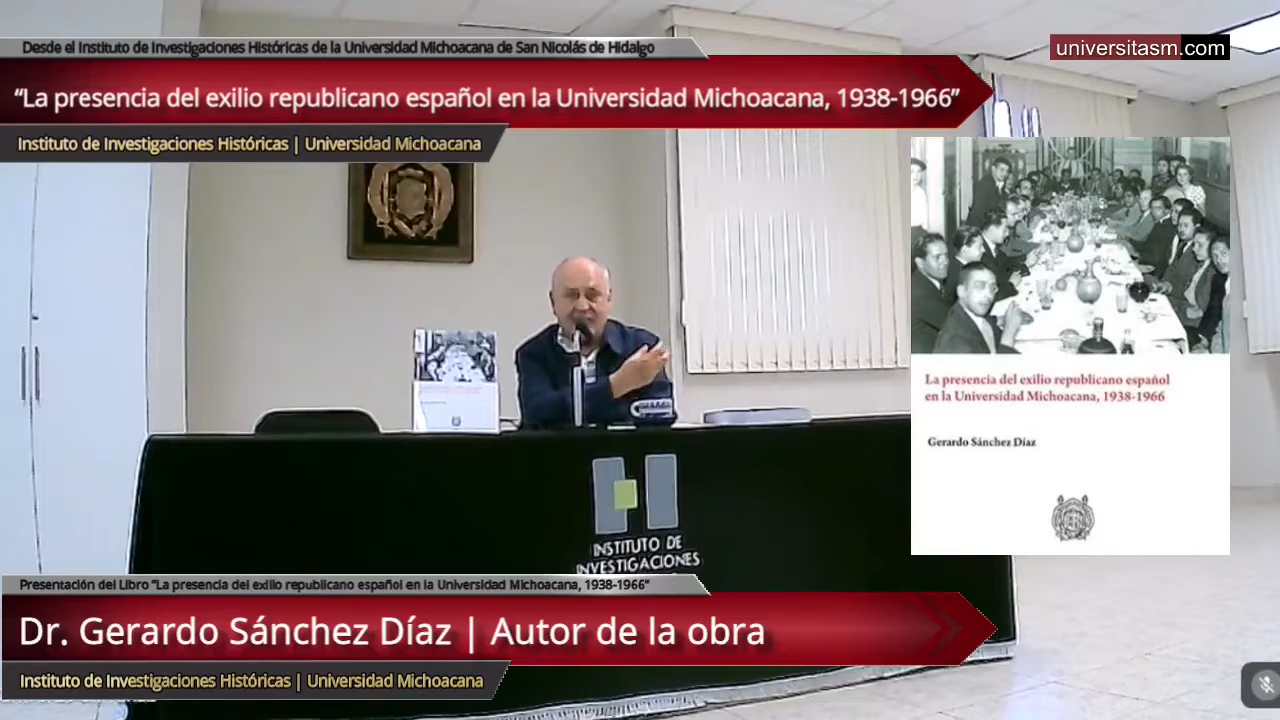 Desde el Instituto de Investigaciones Históricas de la Universidad Michoacana de San Nicolás de Hidalgo
universitasm.com
“La presencia del exilio republicano español en la Universidad Michoacana, 1938-1966”
Instituto de Investigaciones Históricas | Universidad Michoacana
La presencia del exilio republicano español
en la Universidad Michoacana, 1938-1966
Gerardo Sánchez Díaz
INSTITUTO DE
INVESTIGACIONES
Presentación del Libro “La presencia del exilio republicano español en la Universidad Michoacana, 1938-1966”
Dr. Gerardo Sánchez Díaz | Autor de la obra
Instituto de Investigaciones Históricas | Universidad Michoacana